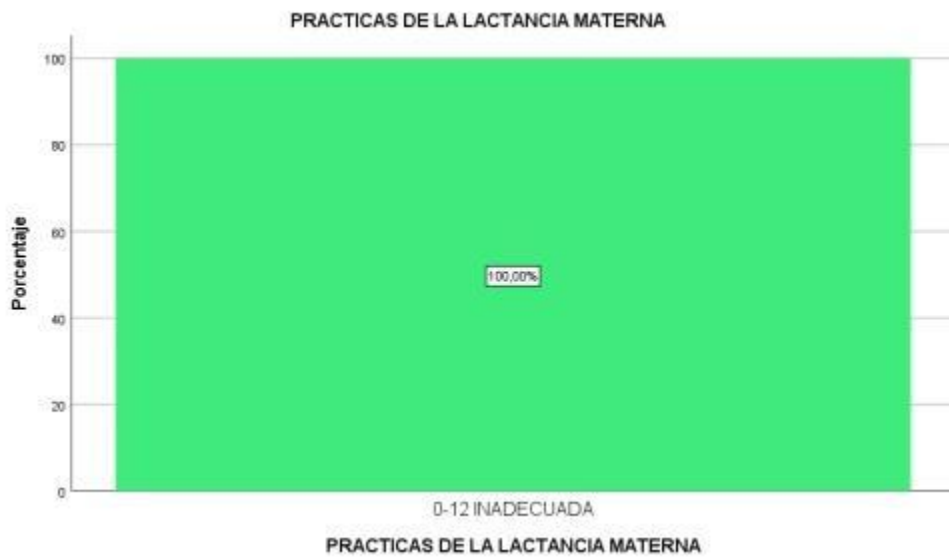 PRACTICAS DE LA LACTANCIA MATERNA
100
80
60
40
20
0
Porcentaje
100,00%
0-12 INADECUADA
PRACTICAS DE LA LACTANCIA MATERNA